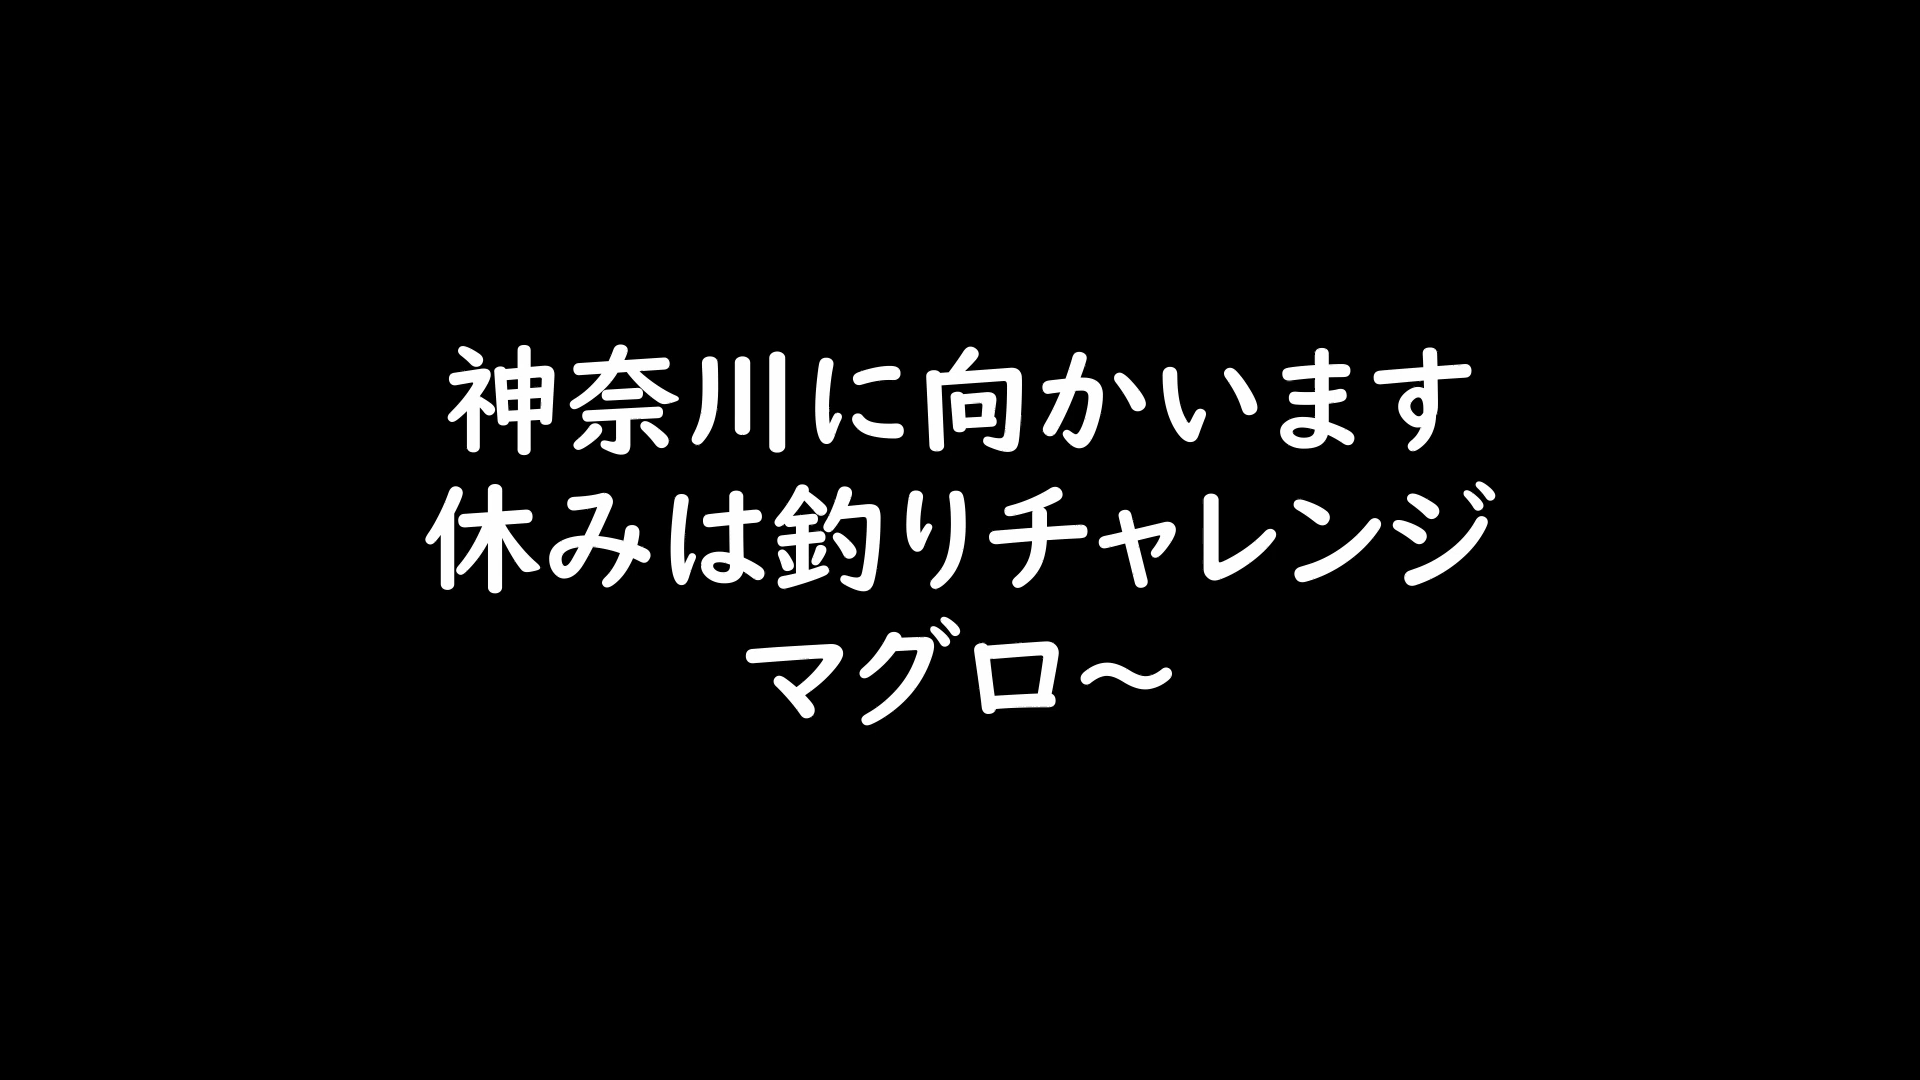 神奈川に向かいます
休みは釣りチャレンジ
マグロ～